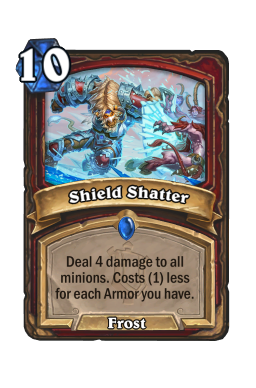 10
Shield Shatter
Deal 4 damage to all
minions. Costs (1) less
for each Armor you have.
Frost